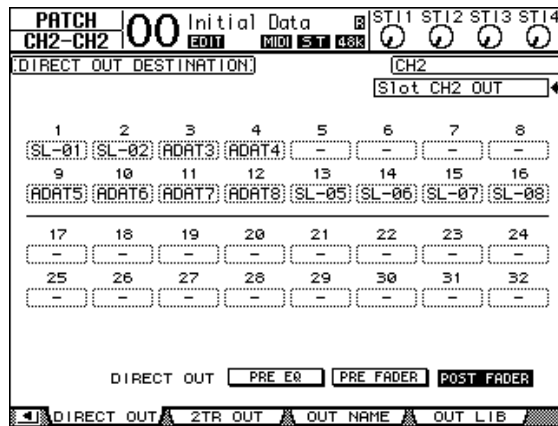 PATCH 00 Initial Data R STI1 STI2 STI3 STI4
CH2-CH2 EDIT MIDI ST 48k
DIRECT OUT DESTINATION CH2
Slot CH2 OUT
1 2 3 4 5 6 7 8
SL-01 SL-02 ADAT3 ADAT4 - - - -
9 10 11 12 13 14 15 16
ADAT5 ADAT6 ADAT7 ADAT8 SL-05 SL-06 SL-07 SL-08
17 18 19 20 21 22 23 24
- - - - - - - -
25 26 27 28 29 30 31 32
- - - - - - - -
DIRECT OUT PRE EQ PRE FADER POST FADER
DIRECT OUT 2TR OUT OUT NAME OUT LIB